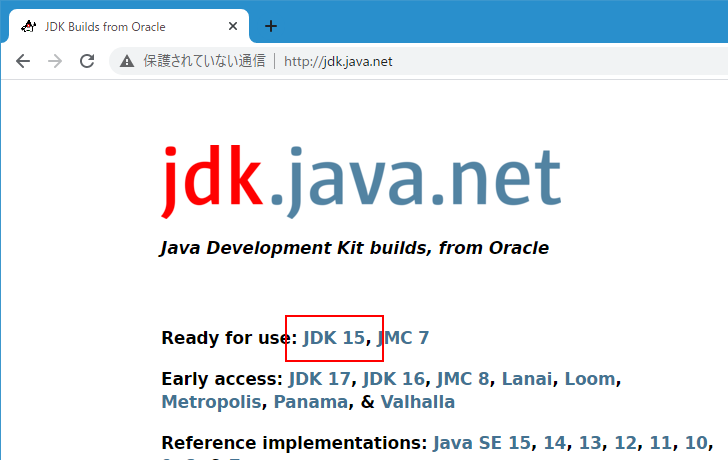 JDK Builds from Oracle
保護されていない通信 | http://jdk.java.net
jdk.java.net
Java Development Kit builds, from Oracle
Ready for use: JDK 15, JMC 7
Early access: JDK 17, JDK 16, JMC 8, Lanai, Loom,
Metropolis, Panama, & Valhalla
Reference implementations: Java SE 15, 14, 13, 12, 11, 10,